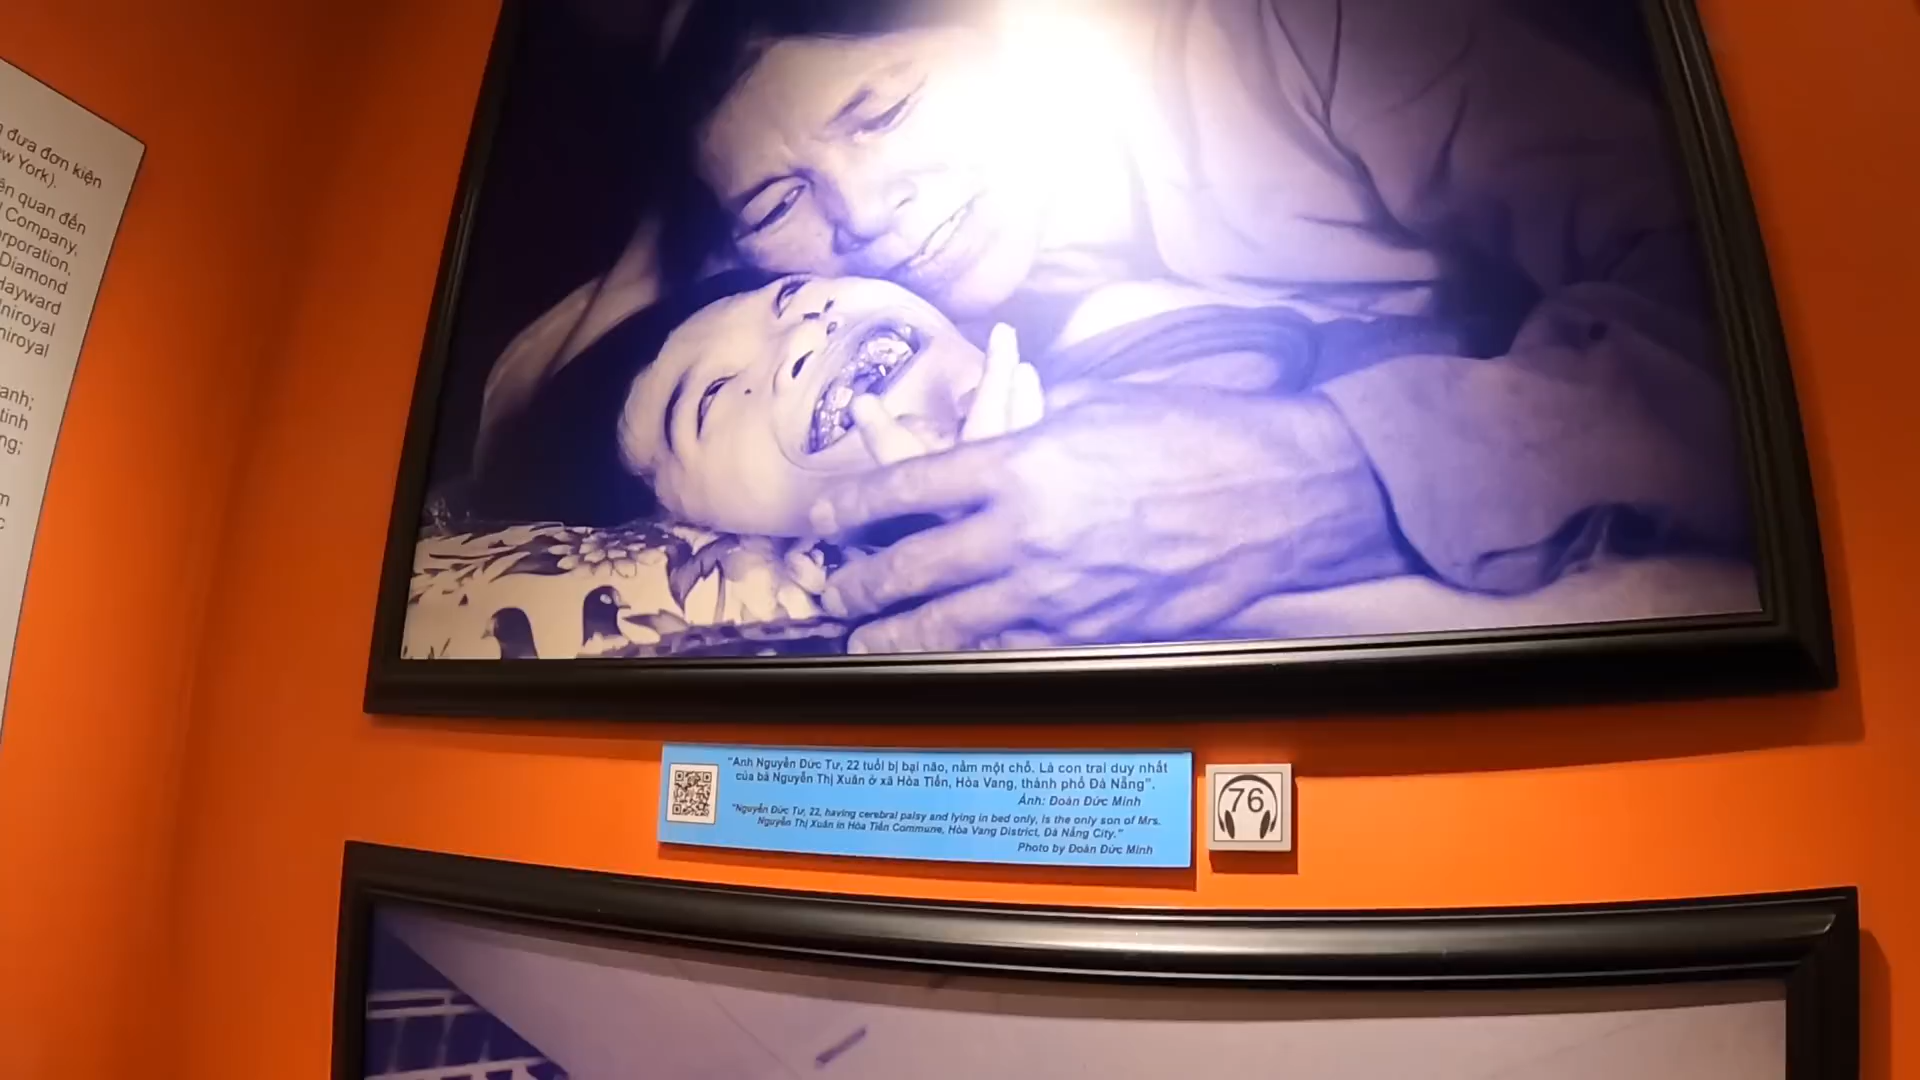 đưa đơn kiện
w York).
ên quan đến
Company,
rporation,
Diamond
Hayward
niroyal
niroyal
anh;
tinh
ng;
"Anh Nguyễn Đức Tư, 22 tuổi bị bại não, nằm một chỗ. Là con trai duy nhất
của bà Nguyễn Thị Xuân ở xã Hòa Tiến, Hòa Vang, thành phố Đà Nẵng".
Ảnh: Đoàn Đức Minh
"Nguyễn Đức Tư, 22, having cerebral palsy and lying in bed only, is the only son of Mrs.
Nguyễn Thị Xuân in Hòa Tiến Commune, Hòa Vang District, Đà Nẵng City."
Photo by Đoàn Đức Minh
76